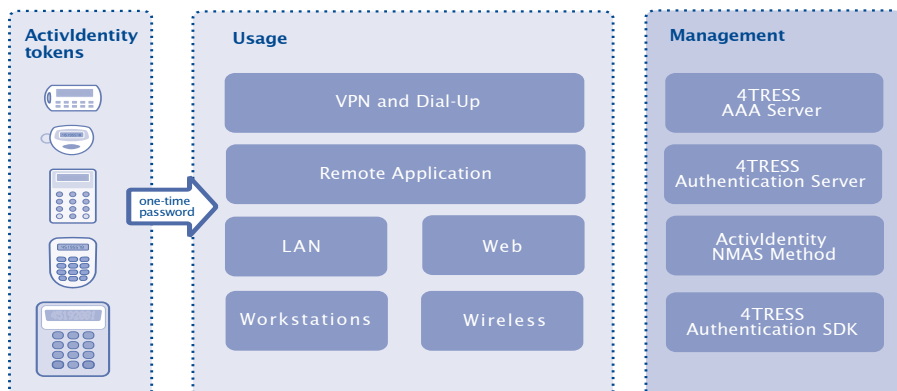 ActivIdentity
tokens
one-time
password
Usage
VPN and Dial-Up
Remote Application
LAN
Web
Workstations
Wireless
Management
4TRESS
AAA Server
4TRESS
Authentication Server
ActivIdentity
NMAS Method
4TRESS
Authentication SDK